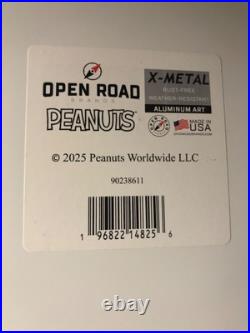 OPEN ROAD
BRANDS
PEANUTS
X-METAL
RUST-FREE
WEATHER-RESISTANT
ALUMINUM ART
MADE IN
USA
© 2025 Peanuts Worldwide LLC
90238611
1 96822 14825 6